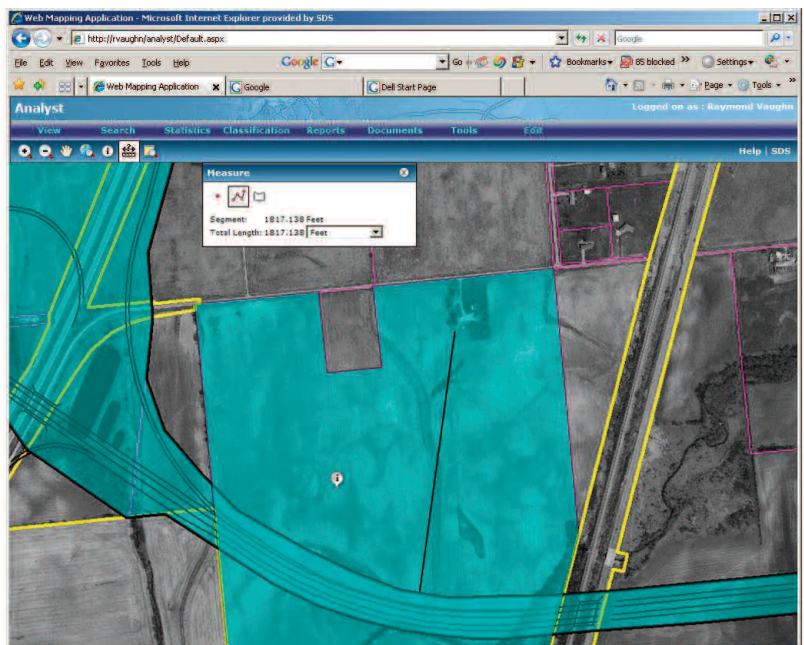 Web Mapping Application - Microsoft Internet Explorer provided by SDS
http://rvaughn/analyst/Default.aspx
Google
File Edit View Favorites Tools Help
Google G Go Bookmarks 85 blocked » Settings
Web Mapping Application x Google Dell Start Page
Page Tools »
Analyst
Logged on as : Raymond Vaughn
View Search Statistics Classification Reports Documents Tools Edit
Help | SDS
Measure
Segment: 1817.138 Feet
Total Length: 1817.138 Feet